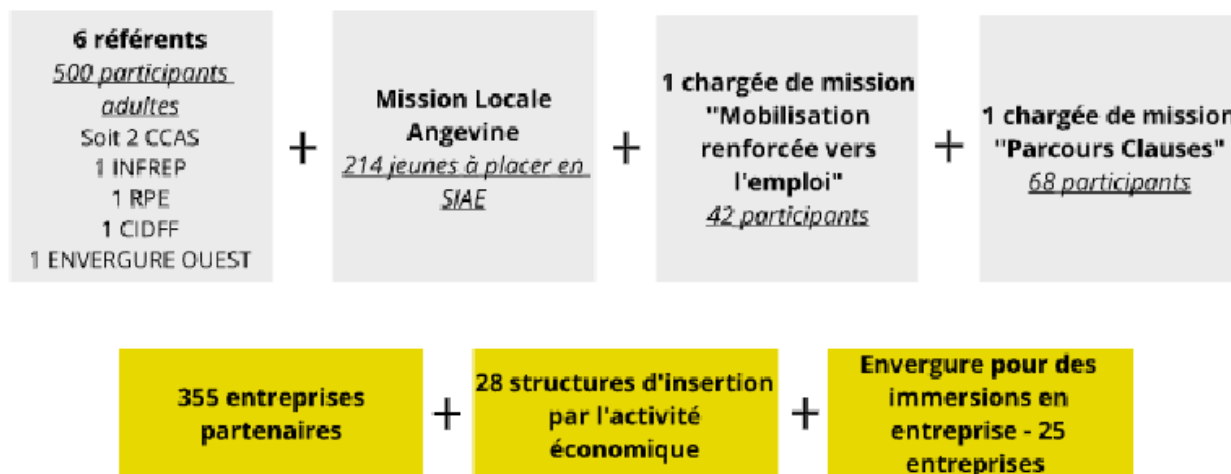 6 référents
500 participants
adultes
Soit 2 CCAS
1 INFREP
1 RPE
1 CIDFF
1 ENVERGURE OUEST
+
Mission Locale
Angevine
214 jeunes à placer en
SIAE
+
1 chargée de mission
"Mobilisation
renforcée vers
l'emploi"
42 participants
+
1 chargée de mission
"Parcours Clauses"
68 participants
355 entreprises
partenaires
+
28 structures d'insertion
par l'activité
économique
+
Envergure pour des
immersions en
entreprise - 25
entreprises